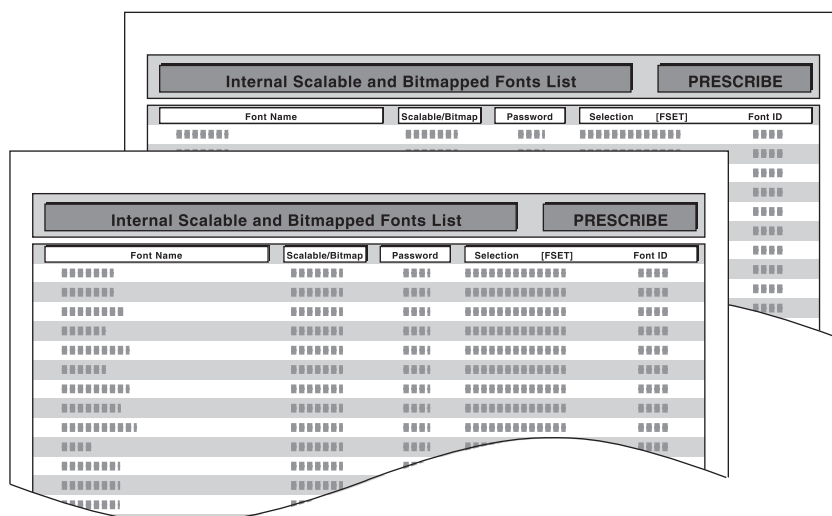 Internal Scalable and Bitmapped Fonts List PRESCRIBE
Font Name Scalable/Bitmap Password Selection [FSET] Font ID
Internal Scalable and Bitmapped Fonts List PRESCRIBE
Font Name Scalable/Bitmap Password Selection [FSET] Font ID